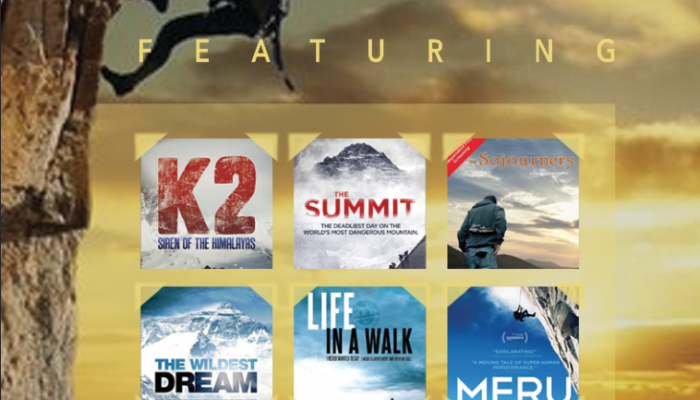 FEATURING
K2
SIREN OF THE HIMALAYAS
THE
SUMMIT
THE DEADLIEST DAY ON THE
WORLD'S MOST DANGEROUS MOUNTAIN.
The Sojourners
THE WILDEST
DREAM
LIFE
IN A WALK
"EXHILARATING!"
"A MOVING TALE OF SUPER HUMAN
PERSEVERANCE."
MERU